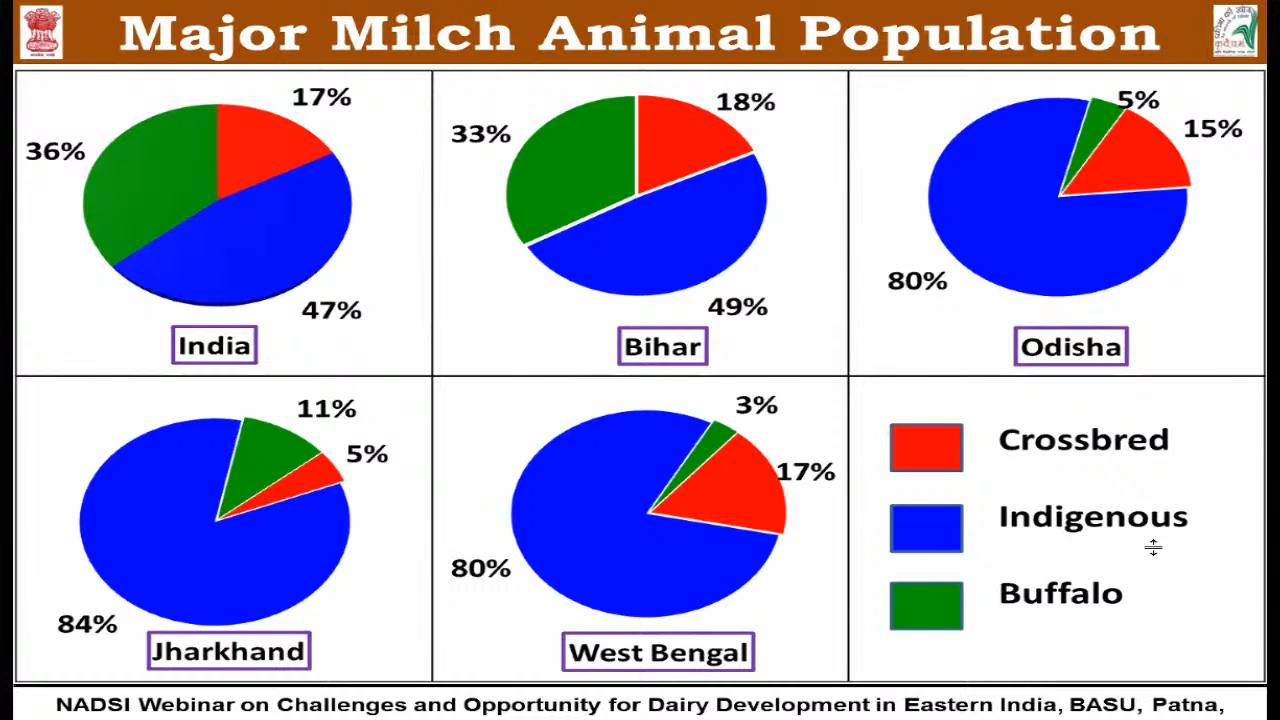 Major Milch Animal Population
17%
36%
47%
India
18%
33%
49%
Bihar
5%
15%
80%
Odisha
11%
5%
84%
Jharkhand
3%
17%
80%
West Bengal
Crossbred
Indigenous
Buffalo
NADSI Webinar on Challenges and Opportunity for Dairy Development in Eastern India, BASU, Patna,